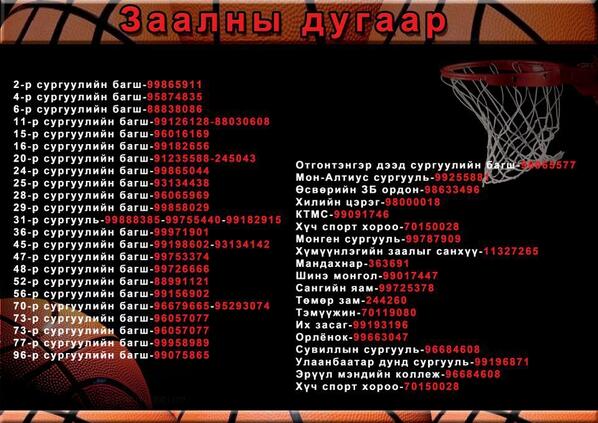 Заалны дугаар
2-р сургуулийн багш-99865911
4-р сургуулийн багш-95874835
6-р сургуулийн багш-88838086
11-р сургуулийн багш-99126128-88030608
15-р сургуулийн багш-96016169
16-р сургуулийн багш-99182656
20-р сургуулийн багш-91235588-245043
24-р сургуулийн багш-99865044
25-р сургуулийн багш-93134438
28-р сургуулийн багш-96065969
29-р сургуулийн багш-99858029
31-р сургууль-99888385-99755440-99182915
36-р сургуулийн багш-99971901
45-р сургуулийн багш-99198602-93134142
47-р сургуулийн багш-99753374
48-р сургуулийн багш-99726666
52-р сургуулийн багш-88991121
56-р сургуулийн багш-99156902
70-р сургуулийн багш-96679665-95293074
73-р сургуулийн багш-96057077
73-р сургуулийн багш-96057077
77-р сургуулийн багш-99958989
96-р сургуулийн багш-99075865
Отгонтэнгэр дээд сургуулийн багш-
Мон-Алтиус сургууль-
Өсвөрийн ЗБ ордон-98633496
Хилийн цэрэг-98000018
КТМС-99091746
Хүч спорт хороо-70150028
Монген сургууль-99787909
Хүмүүнлэгийн заалыг санхүү-11327265
Мандахнар-363691
Шинэ монгол-99017447
Сангийн яам-99725378
Төмөр зам-244260
Тэмүүжин-70119080
Их засаг-99193196
Орлёнок-99663047
Сувиллын сургууль-96684608
Улаанбаатар дунд сургууль-99196871
Эрүүл мэндийн коллеж-96684608
Хүч спорт хороо-70150028